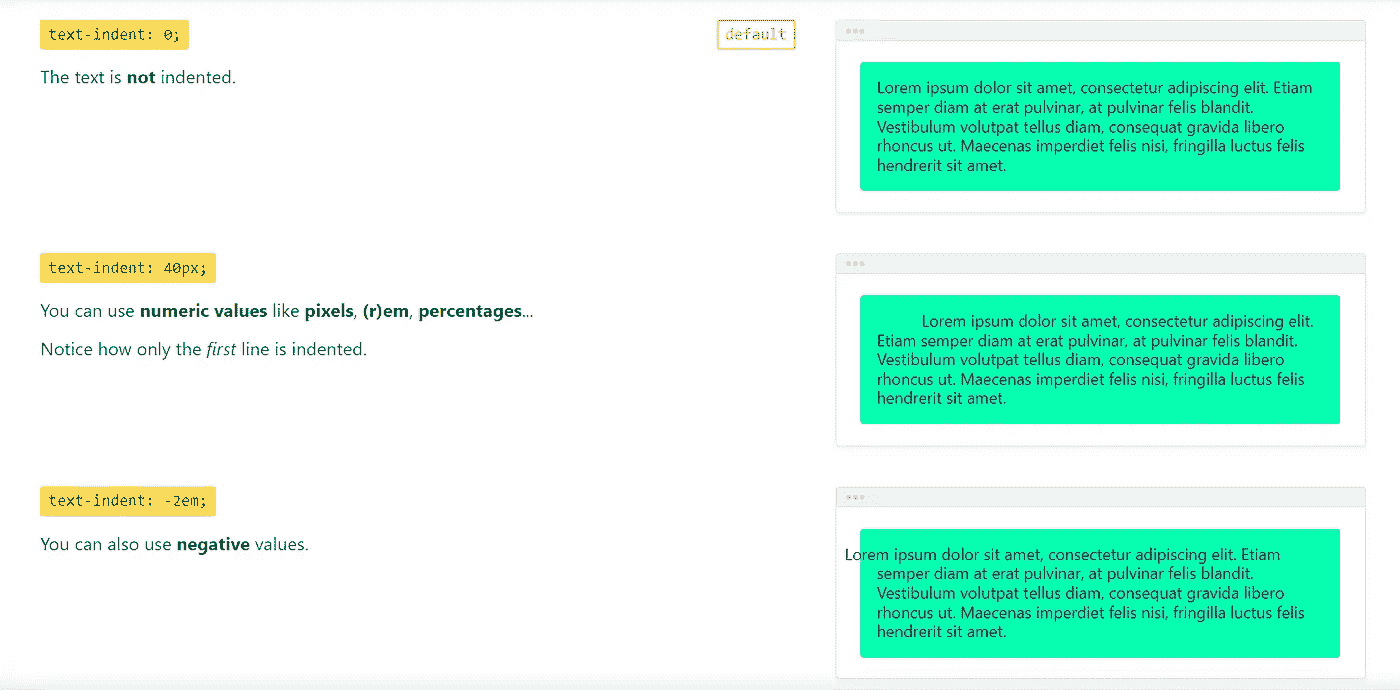 text-indent: 0;
default
The text is not indented.
Lorem ipsum dolor sit amet, consectetur adipiscing elit. Etiam
semper diam at erat pulvinar, at pulvinar felis blandit.
Vestibulum volutpat tellus diam, consequat gravida libero
rhoncus ut. Maecenas imperdiet felis nisi, fringilla luctus felis
hendrerit sit amet.
text-indent: 40px;
You can use numeric values like pixels, (r)em, percentages...
Notice how only the first line is indented.
Lorem ipsum dolor sit amet, consectetur adipiscing elit.
Etiam semper diam at erat pulvinar, at pulvinar felis blandit.
Vestibulum volutpat tellus diam, consequat gravida libero
rhoncus ut. Maecenas imperdiet felis nisi, fringilla luctus felis
hendrerit sit amet.
text-indent: -2em;
You can also use negative values.
Lorem ipsum dolor sit amet, consectetur adipiscing elit. Etiam
semper diam at erat pulvinar, at pulvinar felis blandit.
Vestibulum volutpat tellus diam, consequat gravida libero
rhoncus ut. Maecenas imperdiet felis nisi, fringilla luctus felis
hendrerit sit amet.